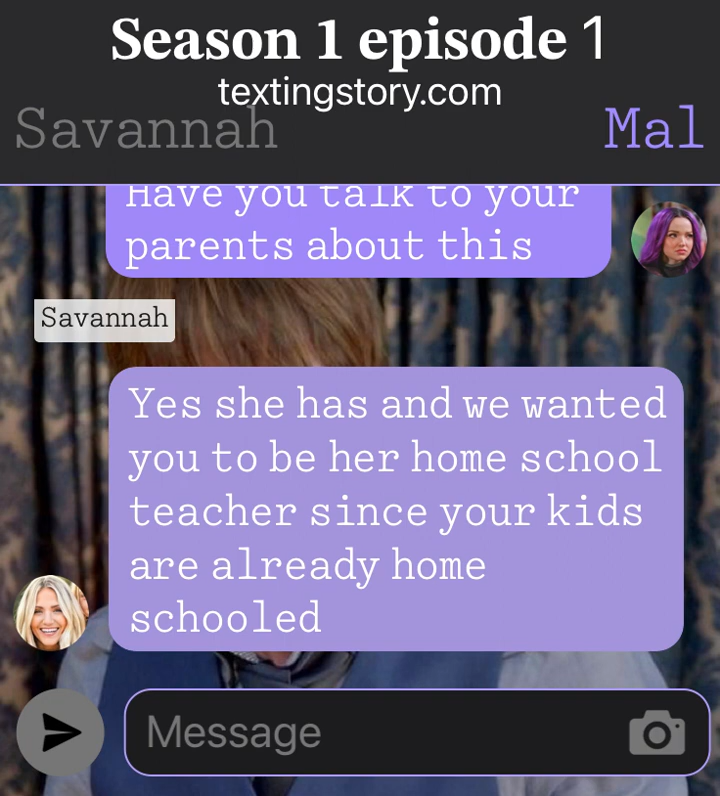 Season 1 episode 1
textingstory.com
Savannah
Mal
Have you talk to your
parents about this
Savannah
Yes she has and we wanted
you to be her home school
teacher since your kids
are already home
schooled
Message